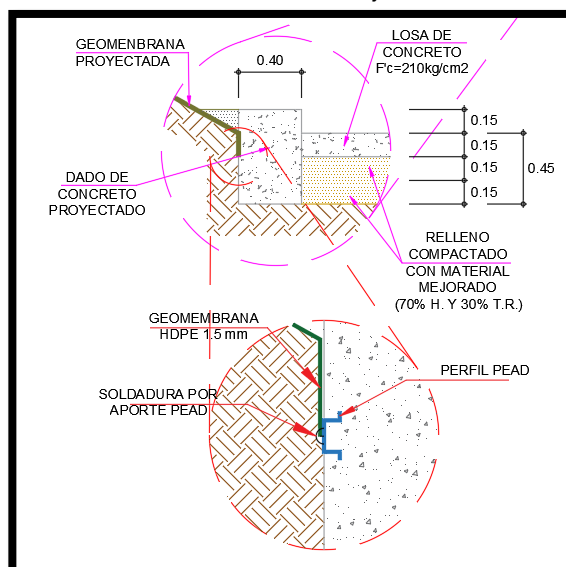 GEOMENBRANA
PROYECTADA
0.40
LOSA DE
CONCRETO
F'c=210kg/cm2
0.15
0.15
0.15
0.15
0.45
DADO DE
CONCRETO
PROYECTADO
RELLENO
COMPACTADO
CON MATERIAL
MEJORADO
(70% H. Y 30% T.R.)
GEOMEMBRANA
HDPE 1.5 mm
PERFIL PEAD
SOLDADURA POR
APORTE PEAD